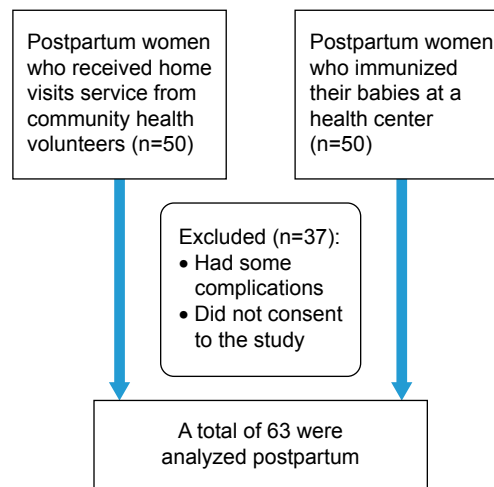 Postpartum women
who received home
visits service from
community health
volunteers (n=50)
Postpartum women
who immunized
their babies at a
health center
(n=50)
Excluded (n=37):
• Had some
complications
• Did not consent
to the study
A total of 63 were
analyzed postpartum